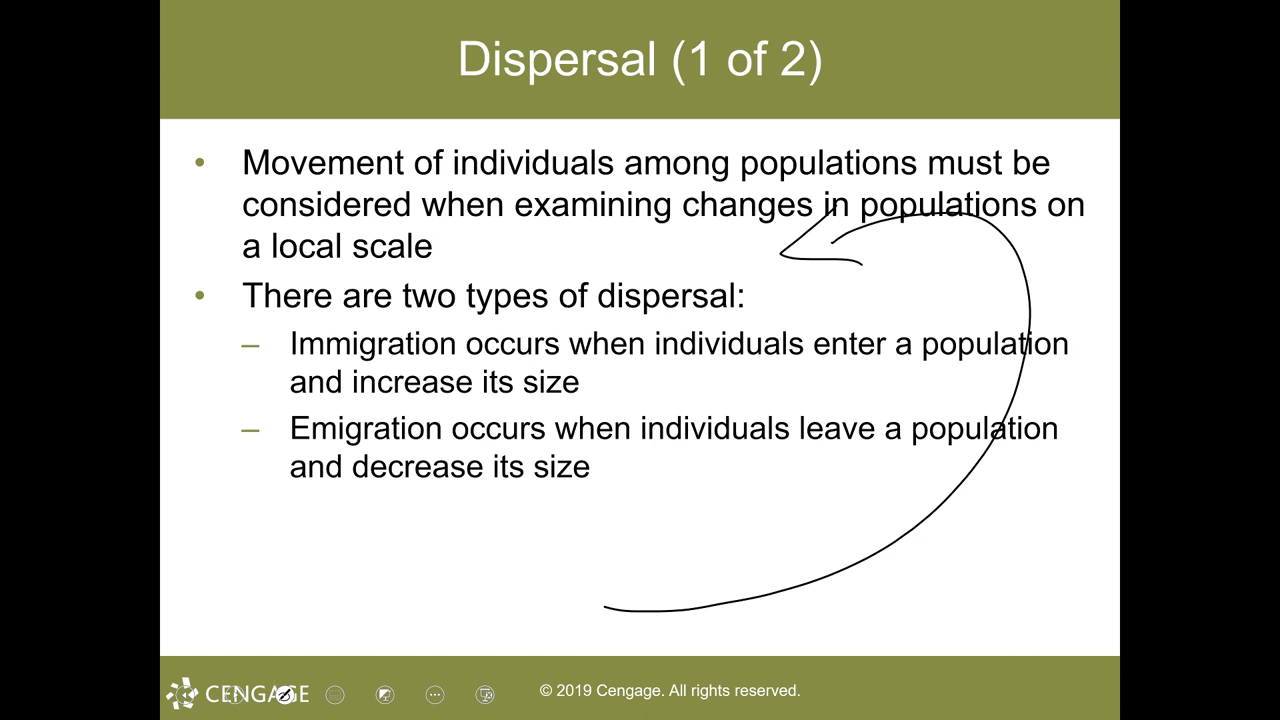 Dispersal (1 of 2)
• Movement of individuals among populations must be
considered when examining changes in populations on
a local scale
• There are two types of dispersal:
– Immigration occurs when individuals enter a population
and increase its size
– Emigration occurs when individuals leave a population
and decrease its size
CENGAGE
© 2019 Cengage. All rights reserved.